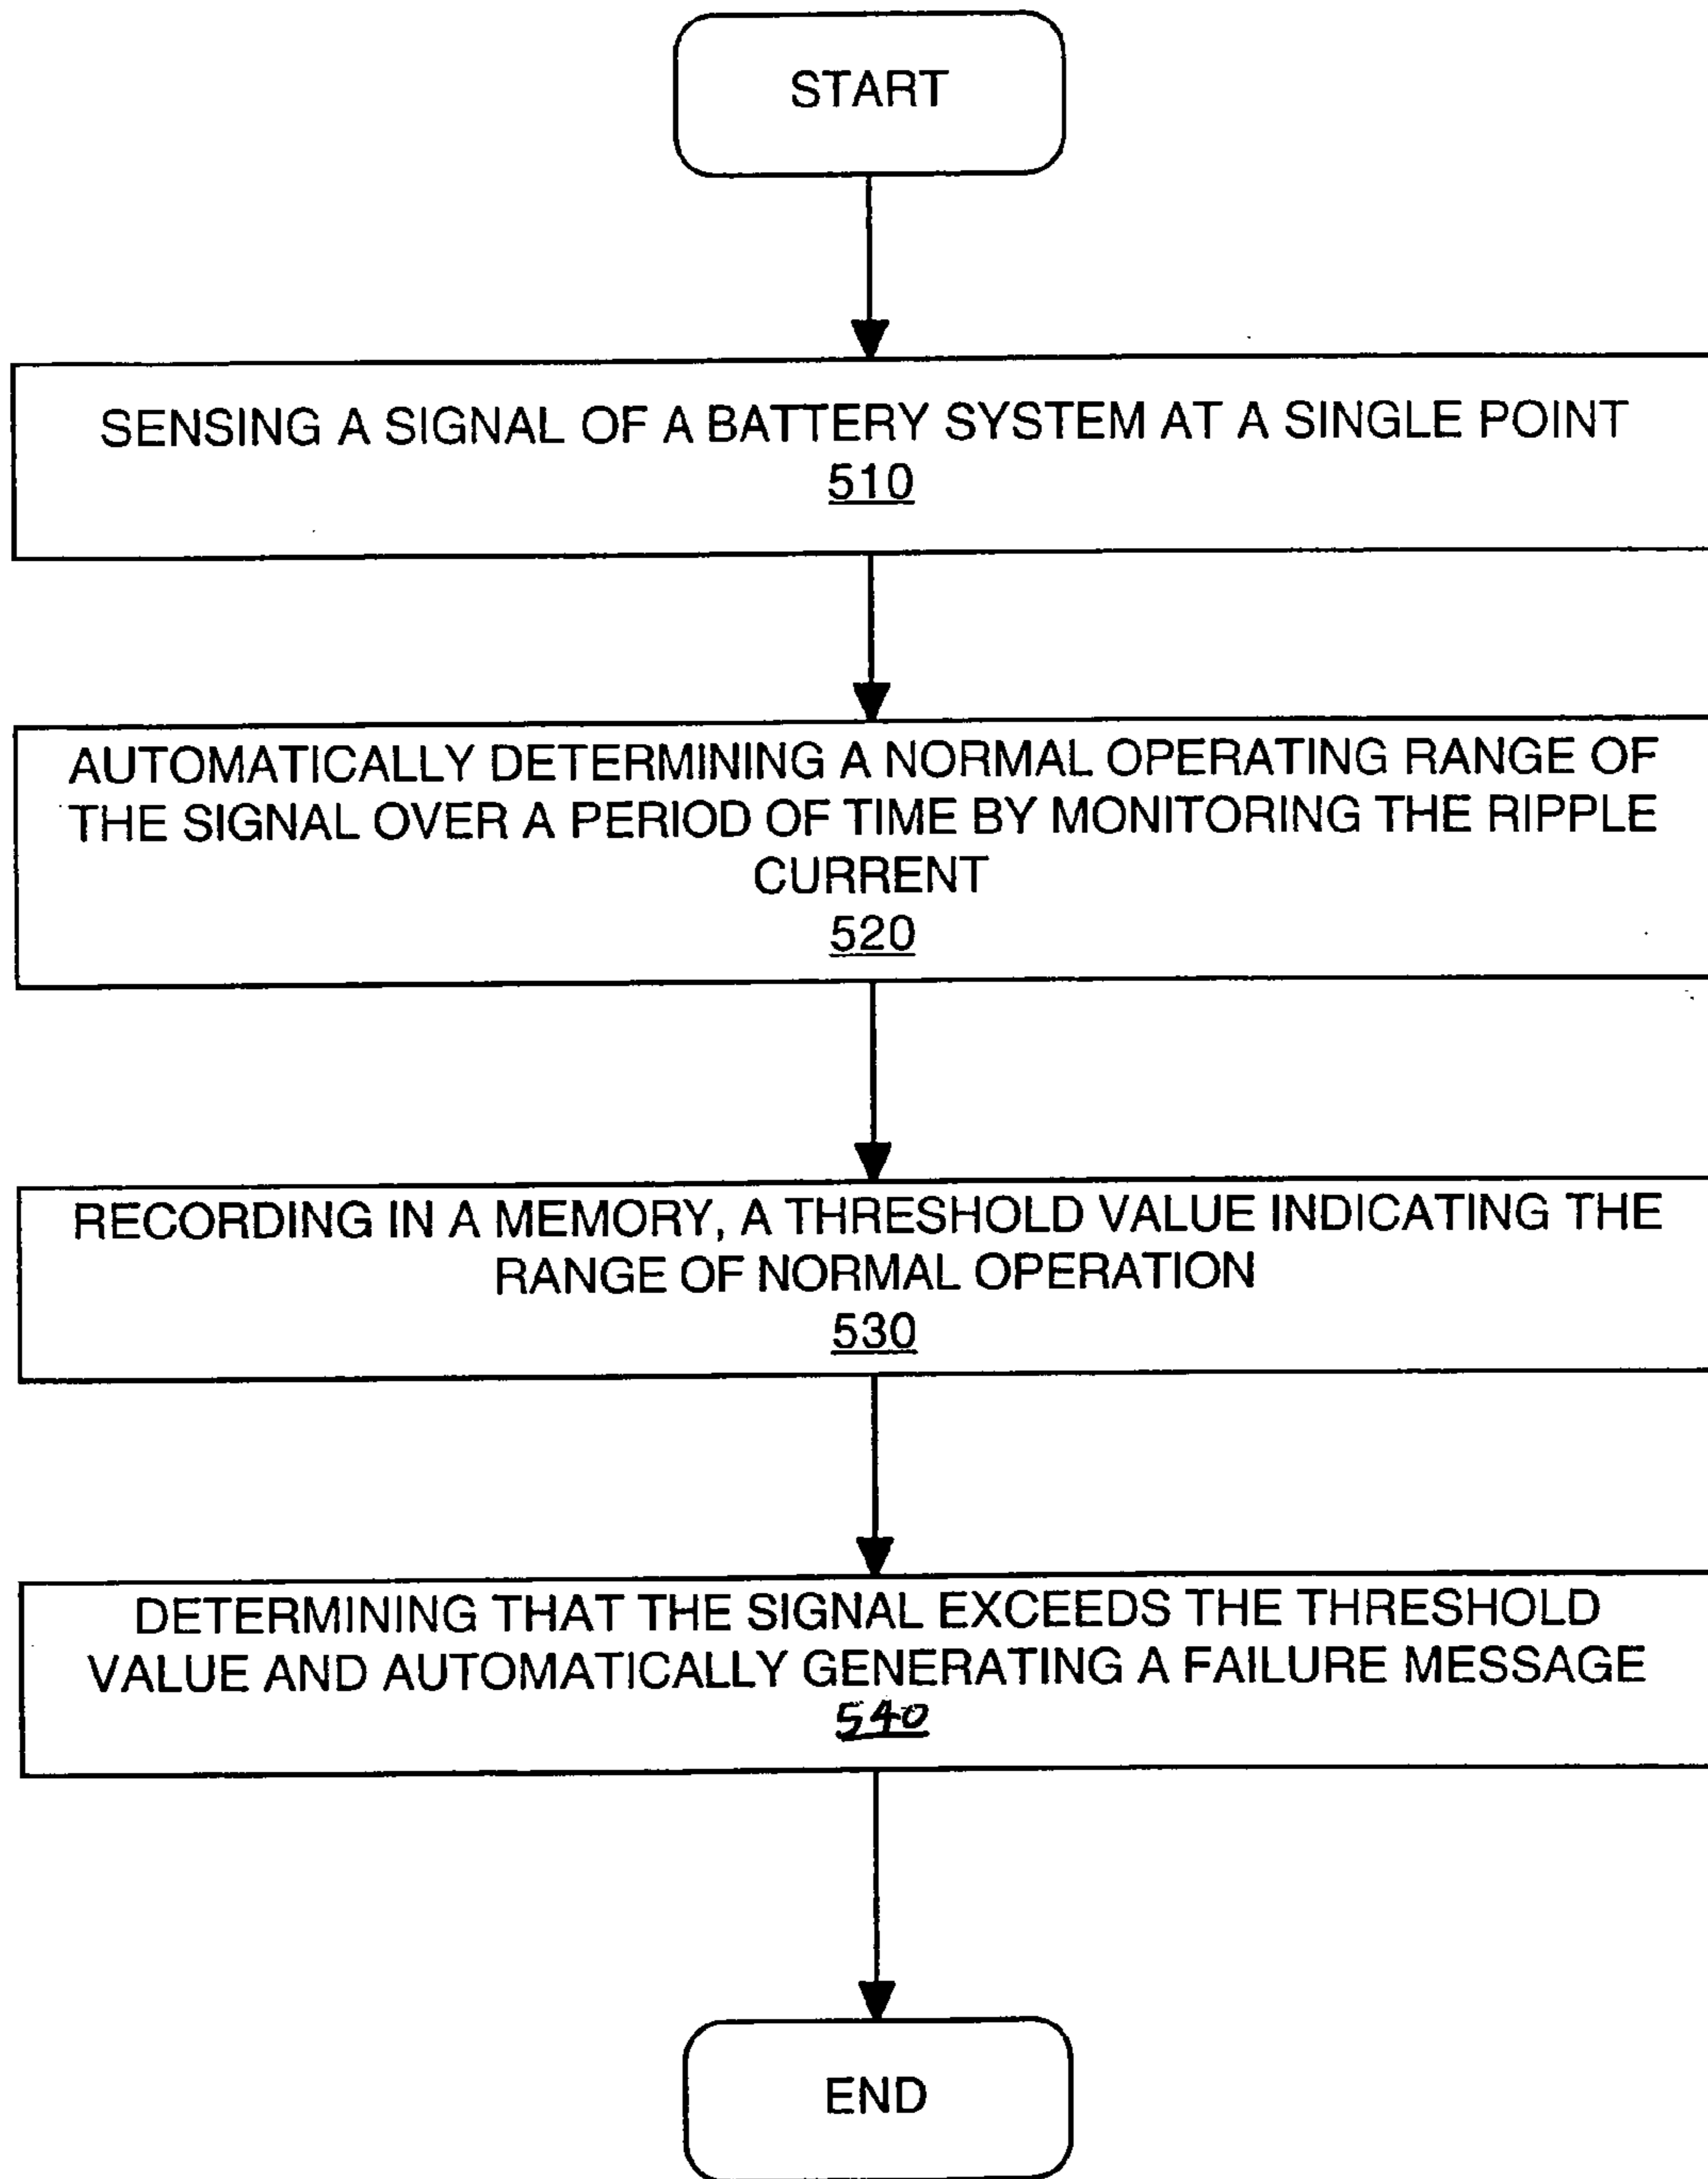 START
SENSING A SIGNAL OF A BATTERY SYSTEM AT A SINGLE POINT
510
AUTOMATICALLY DETERMINING A NORMAL OPERATING RANGE OF
THE SIGNAL OVER A PERIOD OF TIME BY MONITORING THE RIPPLE
CURRENT
520
RECORDING IN A MEMORY, A THRESHOLD VALUE INDICATING THE
RANGE OF NORMAL OPERATION
530
DETERMINING THAT THE SIGNAL EXCEEDS THE THRESHOLD
VALUE AND AUTOMATICALLY GENERATING A FAILURE MESSAGE
540
END